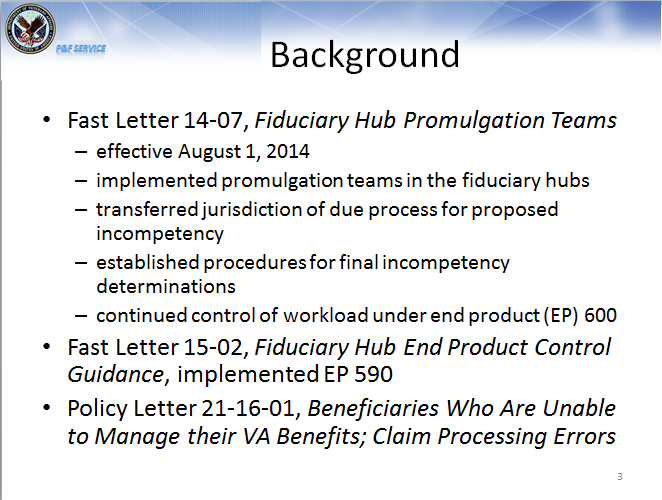 P&F SERVICE
Background
• Fast Letter 14-07, Fiduciary Hub Promulgation Teams
– effective August 1, 2014
– implemented promulgation teams in the fiduciary hubs
– transferred jurisdiction of due process for proposed
incompetency
– established procedures for final incompetency
determinations
– continued control of workload under end product (EP) 600
• Fast Letter 15-02, Fiduciary Hub End Product Control
Guidance, implemented EP 590
• Policy Letter 21-16-01, Beneficiaries Who Are Unable
to Manage their VA Benefits; Claim Processing Errors
3